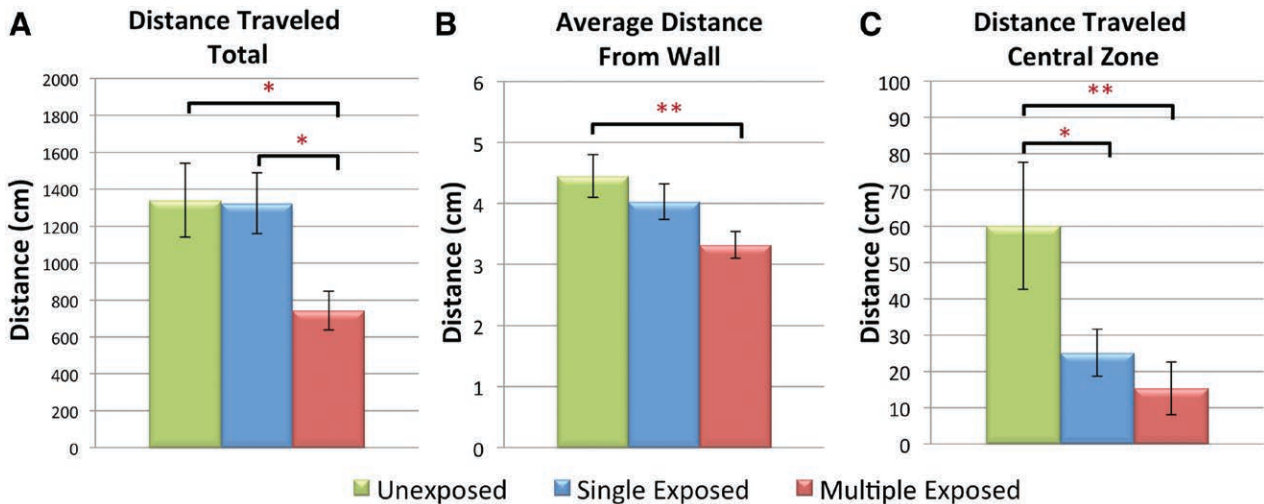 A
Distance Traveled
Total
Distance (cm)
2000
1800
1600
1400
1200
1000
800
600
400
200
0
*
*
B
Average Distance
From Wall
Distance (cm)
6
5
4
3
2
1
0
**
C
Distance Traveled
Central Zone
Distance (cm)
100
90
80
70
60
50
40
30
20
10
0
**
*
Unexposed
Single Exposed
Multiple Exposed